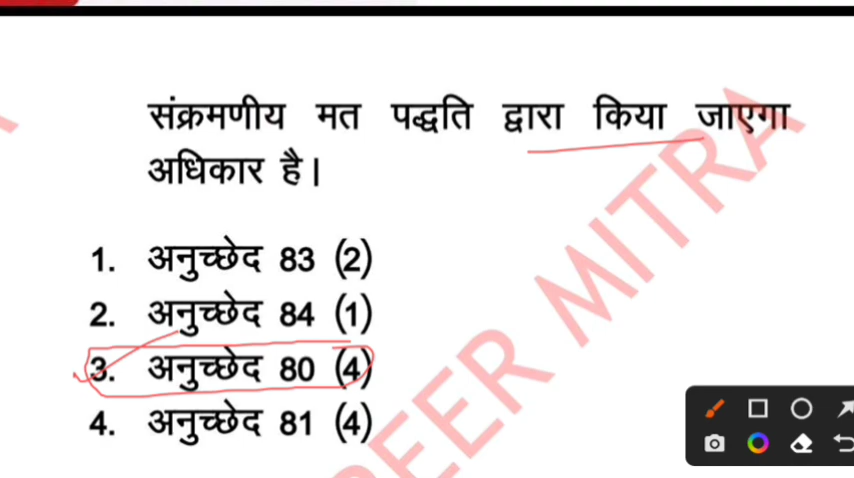 संक्रमणीय मत पद्धति द्वारा किया जाएगा
अधिकार है।
1. अनुच्छेद 83 (2)
2. अनुच्छेद 84 (1)
3. अनुच्छेद 80 (4)
4. अनुच्छेद 81 (4)
EER MITRA